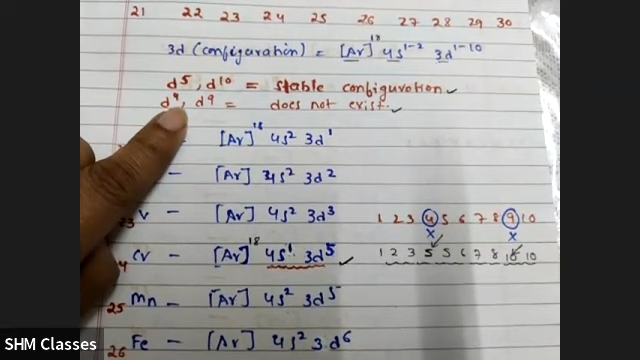 21 22 23 24 25 26 27 28 29 30
3d (configuration) = [Ar]¹⁸ 4s¹⁻² 3d¹⁻¹⁰
d⁵, d¹⁰ = stable configuration ✓
d⁴, d⁹ = does not exist. ✓
- [Ar]¹⁸ 4s² 3d¹
- [Ar] 4s² 3d²
23 V - [Ar] 4s² 3d³
1 2 3 4 5 6 7 8 9 10
x x
24 Cr - [Ar]¹⁸ 4s¹ 3d⁵ ✓
1 2 3 5 5 6 7 8 10 10
25 Mn - [Ar] 4s² 3d⁵
26 Fe - [Ar] 4s² 3d⁶
SHM Classes